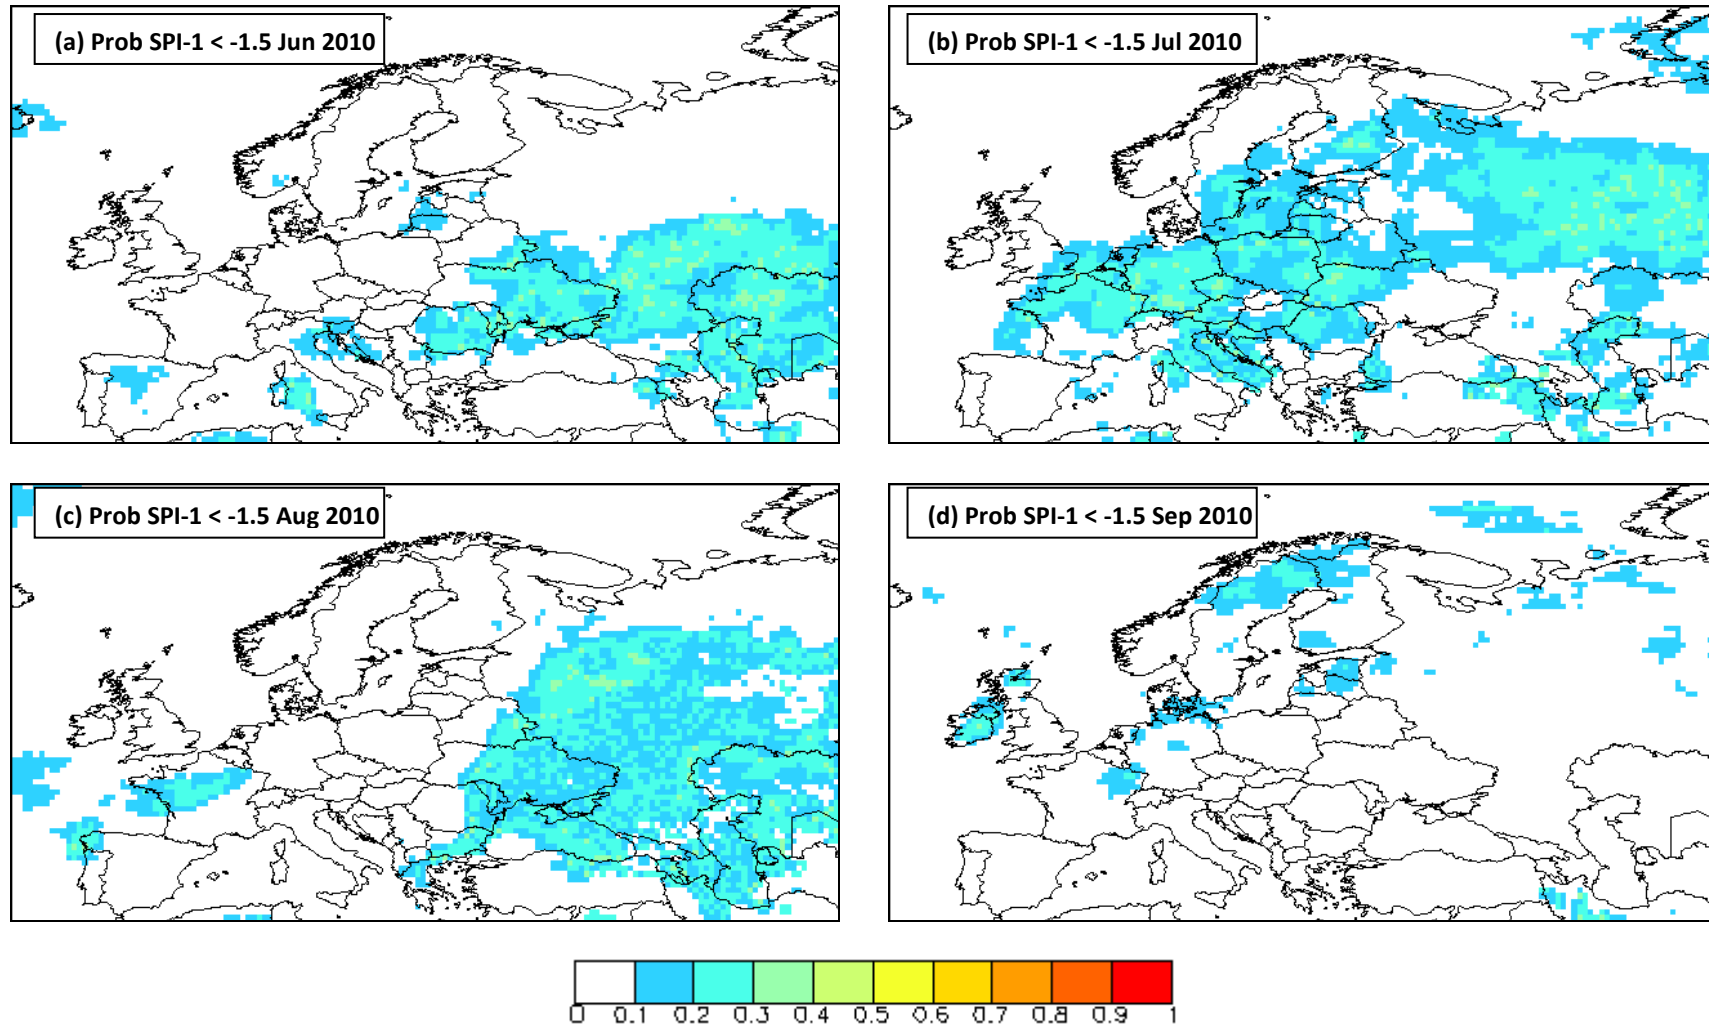 (a) Prob SPI-1 < -1.5 Jun 2010
(b) Prob SPI-1 < -1.5 Jul 2010
(c) Prob SPI-1 < -1.5 Aug 2010
(d) Prob SPI-1 < -1.5 Sep 2010
0 0.1 0.2 0.3 0.4 0.5 0.6 0.7 0.8 0.9 1